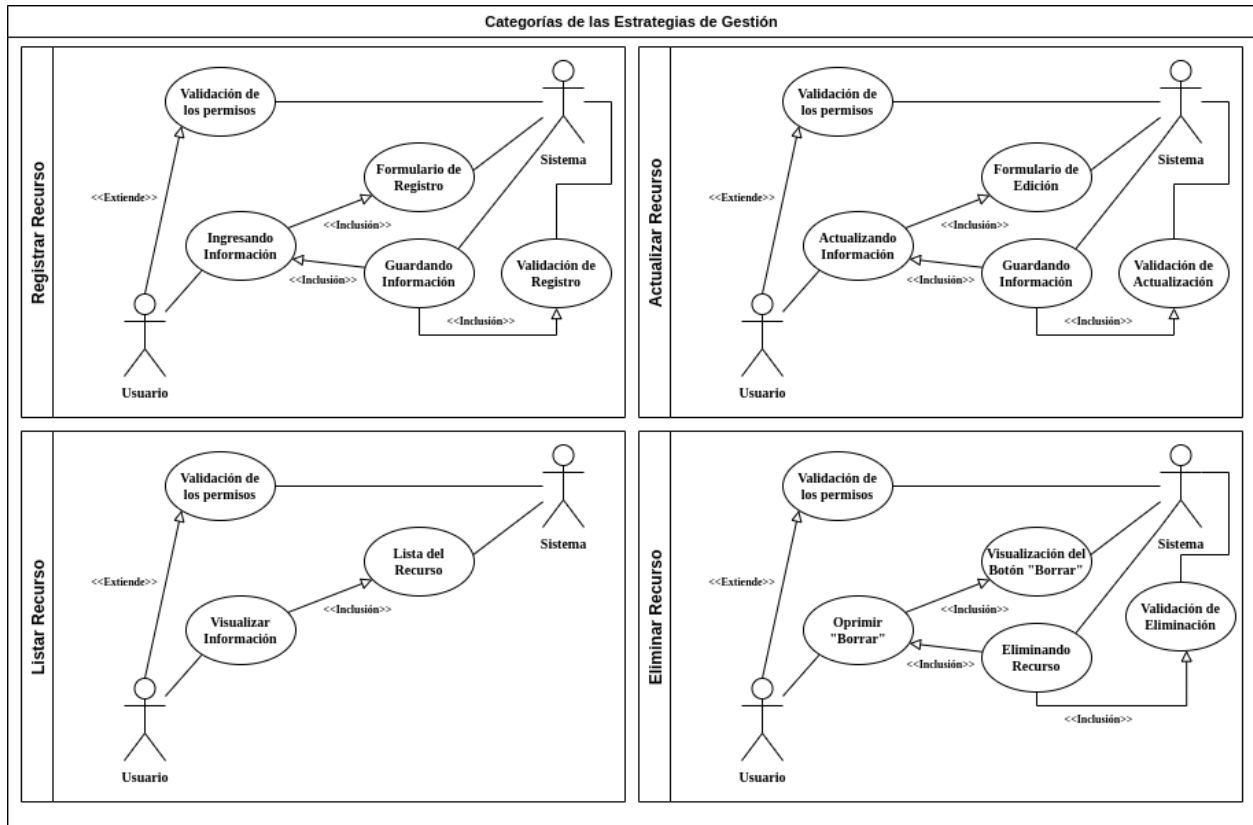 Categorías de las Estrategias de Gestión
Registrar Recurso
Validación de
los permisos
Sistema
<<Extiende>>
Formulario de
Registro
<<Inclusión>>
Ingresando
Información
<<Inclusión>>
Guardando
Información
Validación de
Registro
<<Inclusión>>
Usuario
Actualizar Recurso
Validación de
los permisos
Sistema
<<Extiende>>
Formulario de
Edición
<<Inclusión>>
Actualizando
Información
<<Inclusión>>
Guardando
Información
Validación de
Actualización
<<Inclusión>>
Usuario
Listar Recurso
Validación de
los permisos
Sistema
<<Extiende>>
Lista del
Recurso
<<Inclusión>>
Visualizar
Información
Usuario
Eliminar Recurso
Validación de
los permisos
Sistema
<<Extiende>>
Visualización del
Botón "Borrar"
<<Inclusión>>
Validación de
Eliminación
Oprimir
"Borrar"
<<Inclusión>>
Eliminando
Recurso
<<Inclusión>>
Usuario